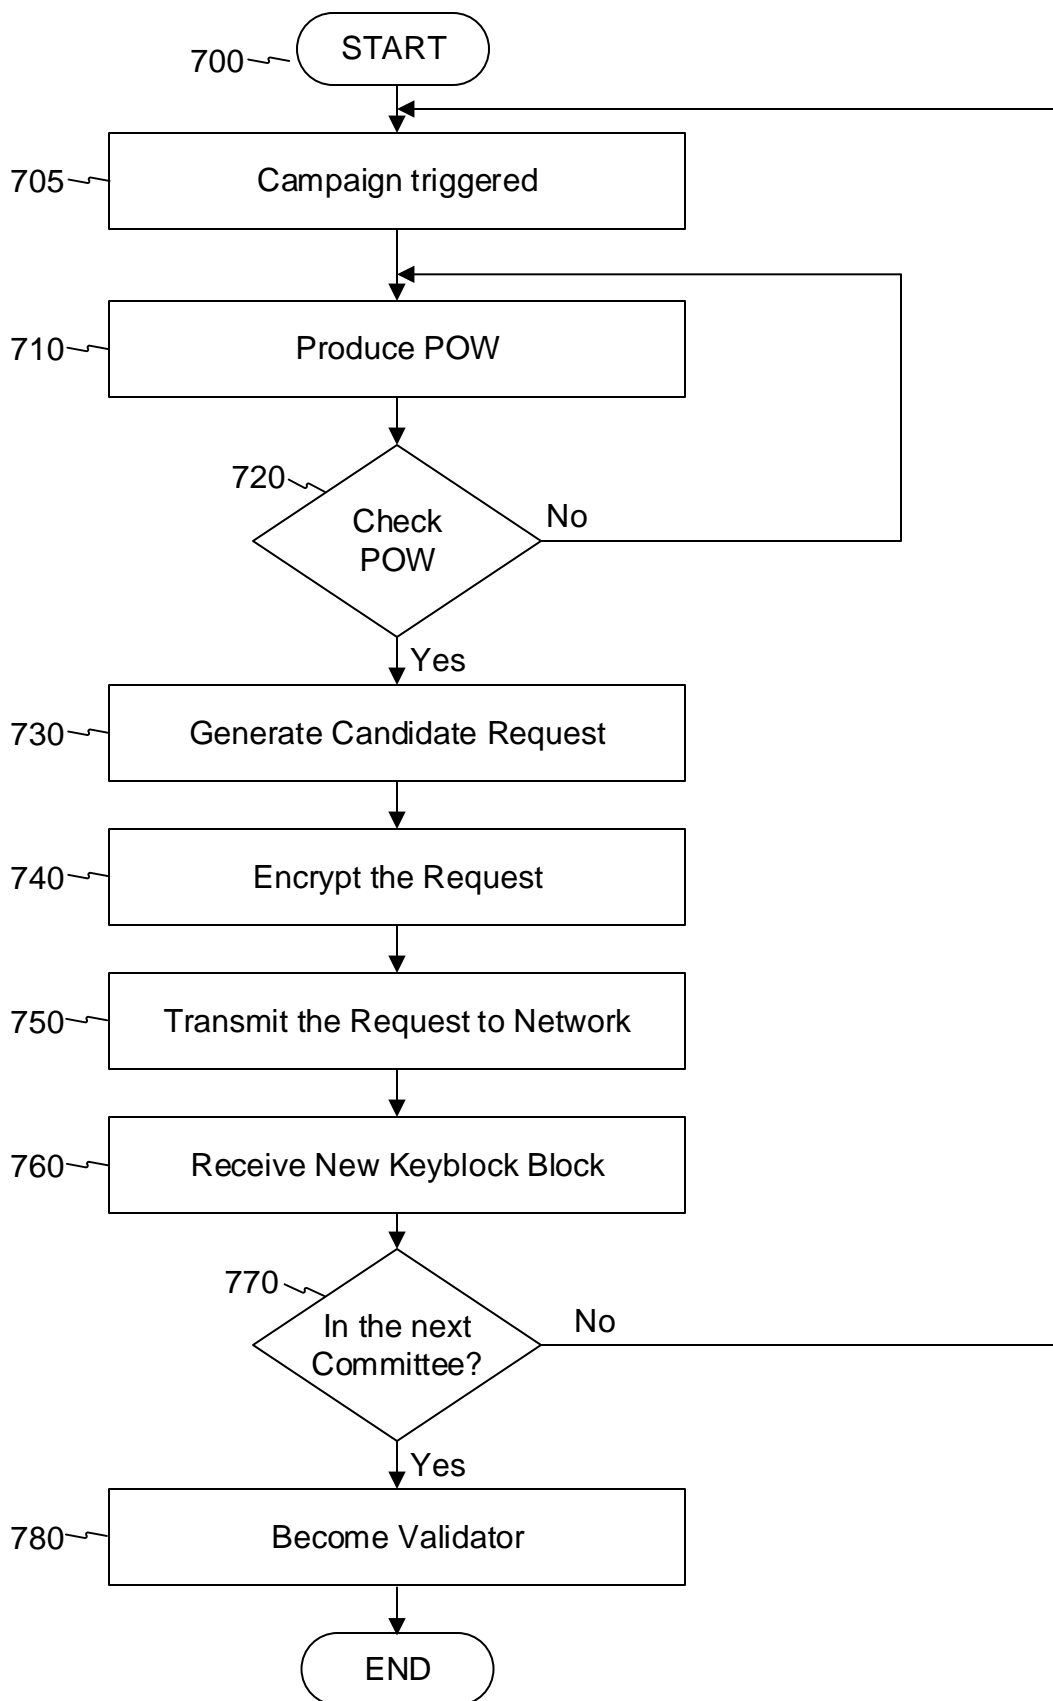 START
700
705
Campaign triggered
710
Produce POW
720
Check
POW
No
Yes
730
Generate Candidate Request
740
Encrypt the Request
750
Transmit the Request to Network
760
Receive New Keyblock Block
770
In the next
Committee?
No
Yes
780
Become Validator
END